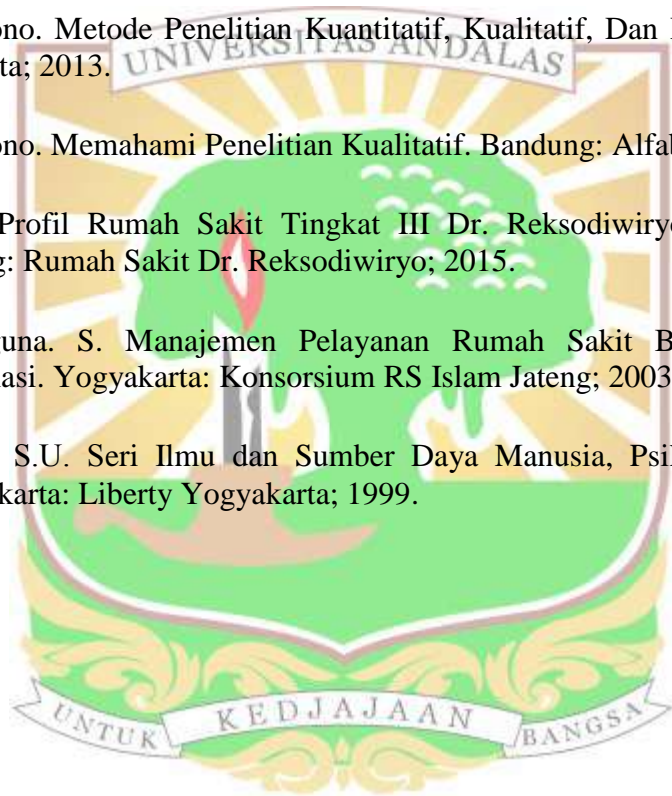 ono. Metode Penelitian Kuantitatif, Kualitatif, Dan
ta; 2013.
UNIVERSITAS ANDALAS
ono. Memahami Penelitian Kualitatif. Bandung: Alfab
Profil Rumah Sakit Tingkat III Dr. Reksodiwiryo
g: Rumah Sakit Dr. Reksodiwiryo; 2015.
guna. S. Manajemen Pelayanan Rumah Sakit B
asi. Yogyakarta: Konsorsium RS Islam Jateng; 2003
S.U. Seri Ilmu dan Sumber Daya Manusia, Psi
karta: Liberty Yogyakarta; 1999.
UNTUK KEDJAJAAN BANGSA